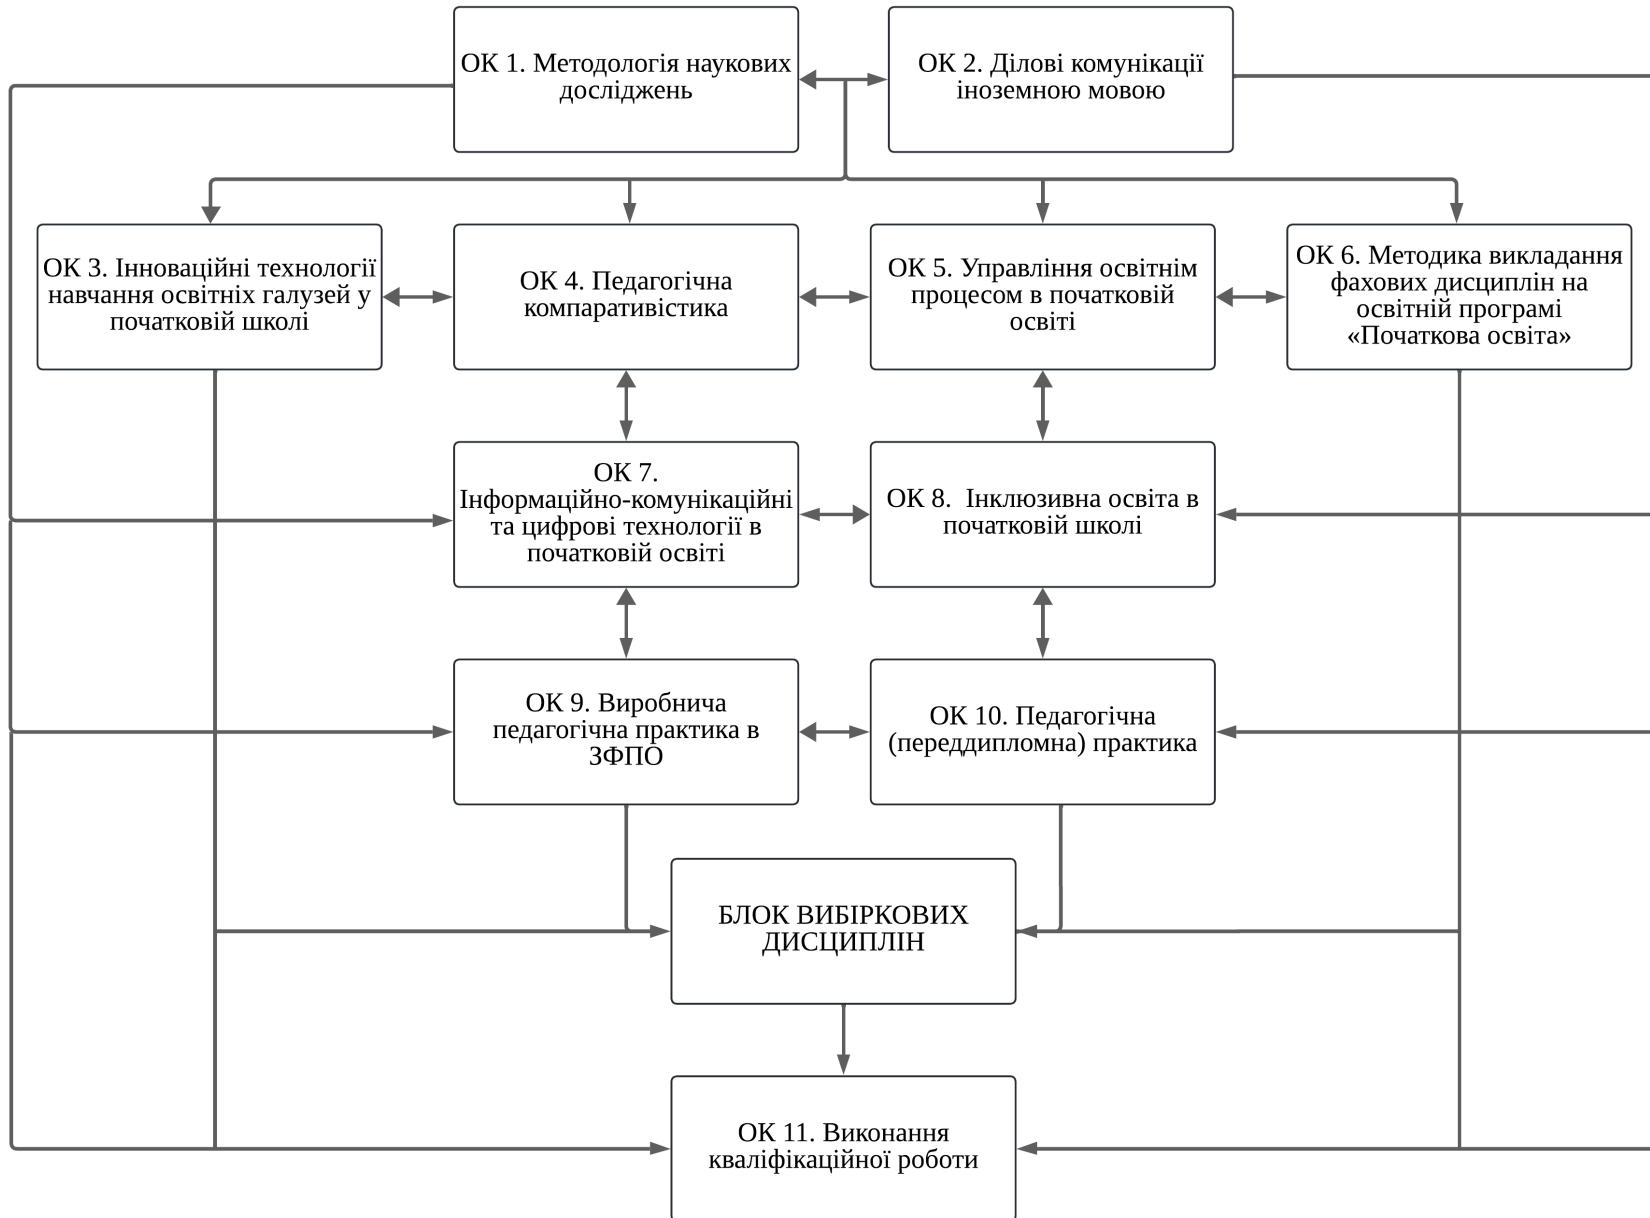 ОК 1. Методологія наукових
досліджень
ОК 2. Ділові комунікації
іноземною мовою
ОК 3. Інноваційні технології
навчання освітніх галузей у
початковій школі
ОК 4. Педагогічна
компаративістика
ОК 5. Управління освітнім
процесом в початковій
освіті
ОК 6. Методика викладання
фахових дисциплін на
освітній програмі
«Початкова освіта»
ОК 7.
Інформаційно-комунікаційні
та цифрові технології в
початковій освіті
ОК 8.  Інклюзивна освіта в
початковій школі
ОК 9. Виробнича
педагогічна практика в
ЗФПО
ОК 10. Педагогічна
(переддипломна) практика
БЛОК ВИБІРКОВИХ
ДИСЦИПЛІН
ОК 11. Виконання
кваліфікаційної роботи